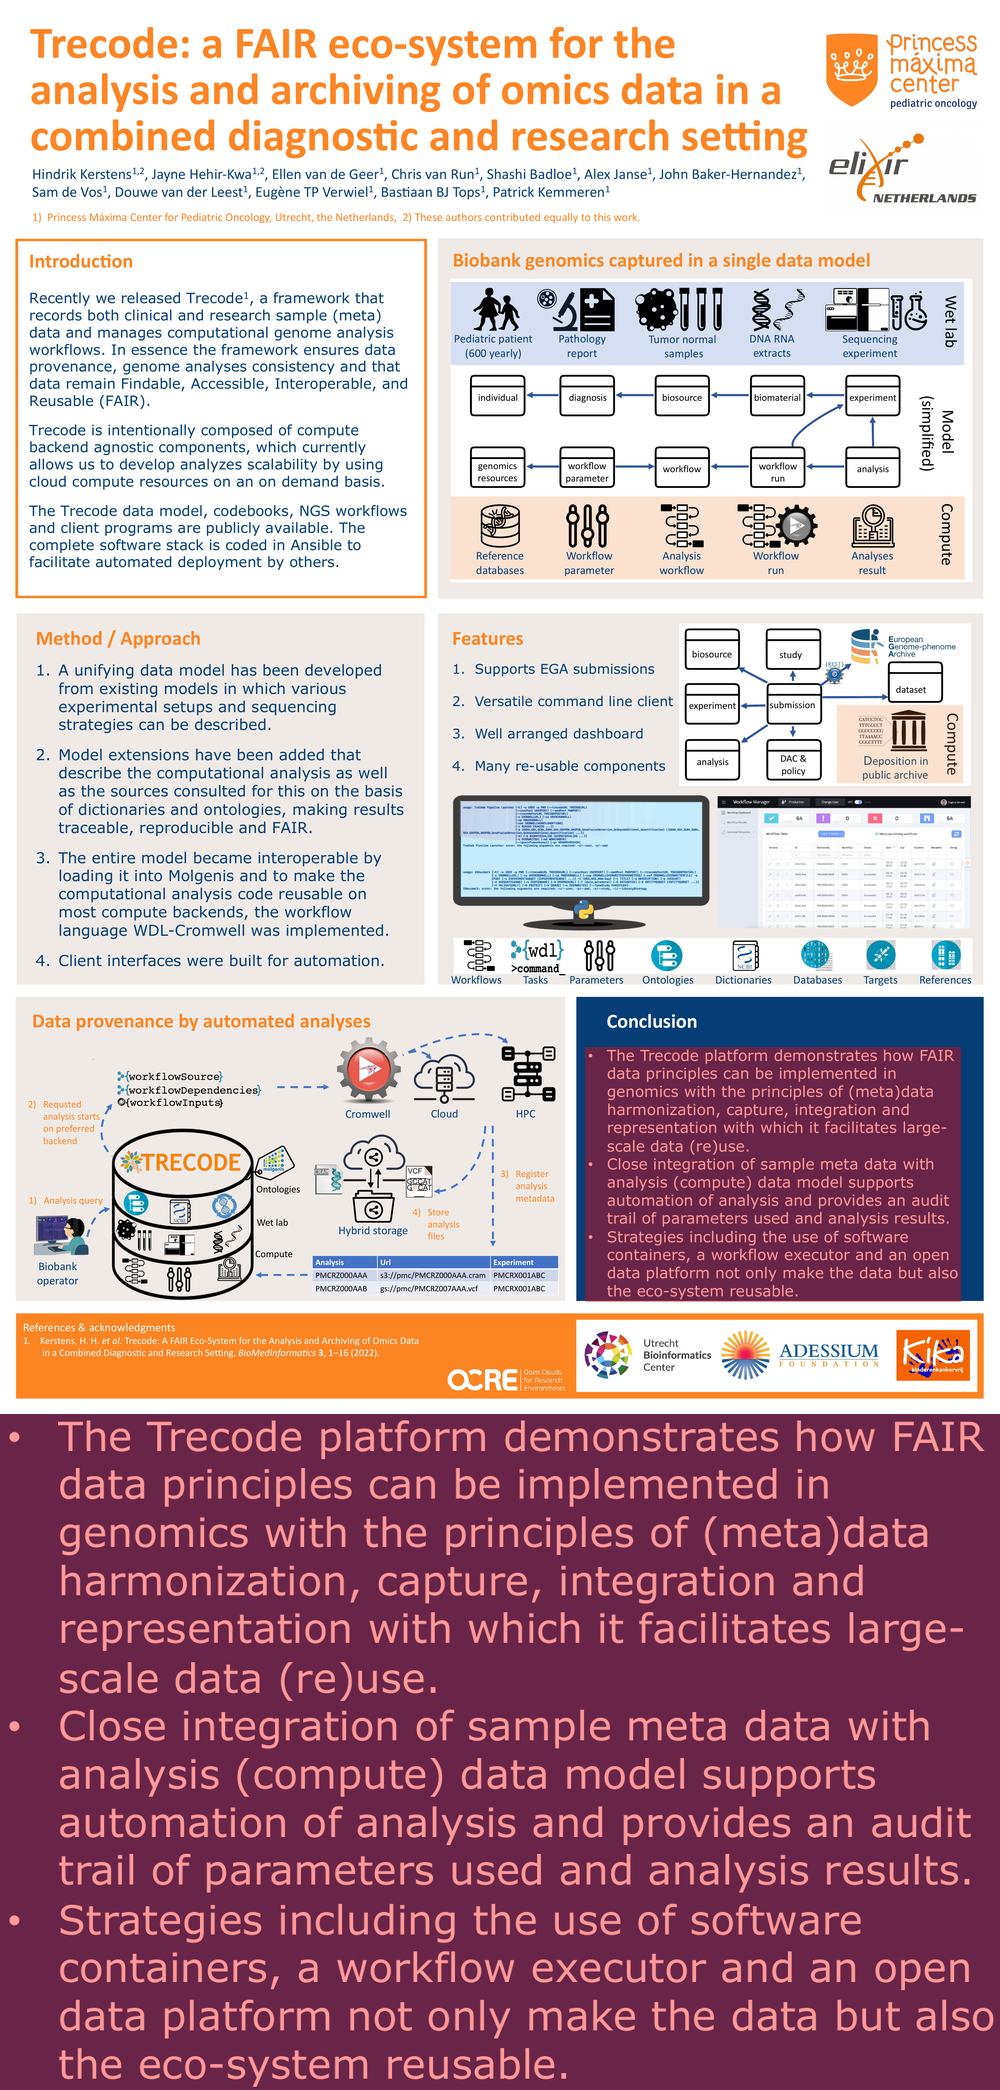 Trecode: a FAIR eco-system for the
analysis and archiving of omics data in a
combined diagnostic and research setting
Princess
máxima
center
pediatric oncology
elixir
NETHERLANDS
Hindrik Kerstens1,2, Jayne Hehir-Kwa1,2, Ellen van de Geer1, Chris van Run1, Shashi Badloe1, Alex Janse1, John Baker-Hernandez1,
Sam de Vos1, Douwe van der Leest1, Eugène TP Verwiel1, Bastiaan BJ Tops1, Patrick Kemmeren1
1) Princess Máxima Center for Pediatric Oncology, Utrecht, the Netherlands, 2) These authors contributed equally to this work.
Introduction
Recently we released Trecode1, a framework that
records both clinical and research sample (meta)
data and manages computational genome analysis
workflows. In essence the framework ensures data
provenance, genome analyses consistency and that
data remain Findable, Accessible, Interoperable, and
Reusable (FAIR).
Trecode is intentionally composed of compute
backend agnostic components, which currently
allows us to develop analyzes scalability by using
cloud compute resources on an on demand basis.
The Trecode data model, codebooks, NGS workflows
and client programs are publicly available. The
complete software stack is coded in Ansible to
facilitate automated deployment by others.
Biobank genomics captured in a single data model
Pediatric patient
(600 yearly)
Pathology
report
Tumor normal
samples
DNA RNA
extracts
Sequencing
experiment
Wet lab
individual
diagnosis
biosource
biomaterial
experiment
Model
(simplified)
genomics
resources
workflow
parameter
workflow
workflow
run
analysis
Reference
databases
Workflow
parameter
Analysis
workflow
Workflow
run
Analyses
result
Compute
Method / Approach
1. A unifying data model has been developed
from existing models in which various
experimental setups and sequencing
strategies can be described.
2. Model extensions have been added that
describe the computational analysis as well
as the sources consulted for this on the basis
of dictionaries and ontologies, making results
traceable, reproducible and FAIR.
3. The entire model became interoperable by
loading it into Molgenis and to make the
computational analysis code reusable on
most compute backends, the workflow
language WDL-Cromwell was implemented.
4. Client interfaces were built for automation.
Features
1. Supports EGA submissions
2. Versatile command line client
3. Well arranged dashboard
4. Many re-usable components
biosource
study
European
Genome-phenome
Archive
{REST}
experiment
submission
dataset
analysis
DAC &
policy
GATGCTCG
Deposition in
public archive
Compute
Workflow Manager
Production
64
0
0
64
{wdl}
>command_
NCBI
Workflows
Tasks
Parameters
Ontologies
Dictionaries
Databases
Targets
References
Data provenance by automated analyses
{workflowSource}
{workflowDependencies}
{workflowInputs}
2) Requsted
analysis starts
on preferred
backend
Cromwell
Cloud
HPC
TRECODE
molgenis
Ontologies
1) Analysis query
NCBI
Wet lab
Biobank
operator
Compute
CRAM
VCF
GCCAT
Hybrid storage
3) Register
analysis
metadata
4) Store
analysis
files
Analysis Url Experiment
PMCRZ000AAA s3://pmc/PMCRZ000AAA.cram PMCRX001ABC
PMCRZ000AAB gs://pmc/PMCRZ007AAA.vcf PMCRX001ABC
Conclusion
• The Trecode platform demonstrates how FAIR
data principles can be implemented in
genomics with the principles of (meta)data
harmonization, capture, integration and
representation with which it facilitates large-
scale data (re)use.
• Close integration of sample meta data with
analysis (compute) data model supports
automation of analysis and provides an audit
trail of parameters used and analysis results.
• Strategies including the use of software
containers, a workflow executor and an open
data platform not only make the data but also
the eco-system reusable.
References & acknowledgments
1. Kerstens, H. H. et al. Trecode: A FAIR Eco-System for the Analysis and Archiving of Omics Data
in a Combined Diagnostic and Research Setting. BioMedInformatics 3, 1–16 (2022).
OCRE
Open Clouds
for Research
Environments
Utrecht
Bioinformatics
Center
ADESSIUM
FOUNDATION
KiKa
kinderenkankervrij
• The Trecode platform demonstrates how FAIR
data principles can be implemented in
genomics with the principles of (meta)data
harmonization, capture, integration and
representation with which it facilitates large-
scale data (re)use.
• Close integration of sample meta data with
analysis (compute) data model supports
automation of analysis and provides an audit
trail of parameters used and analysis results.
• Strategies including the use of software
containers, a workflow executor and an open
data platform not only make the data but also
the eco-system reusable.